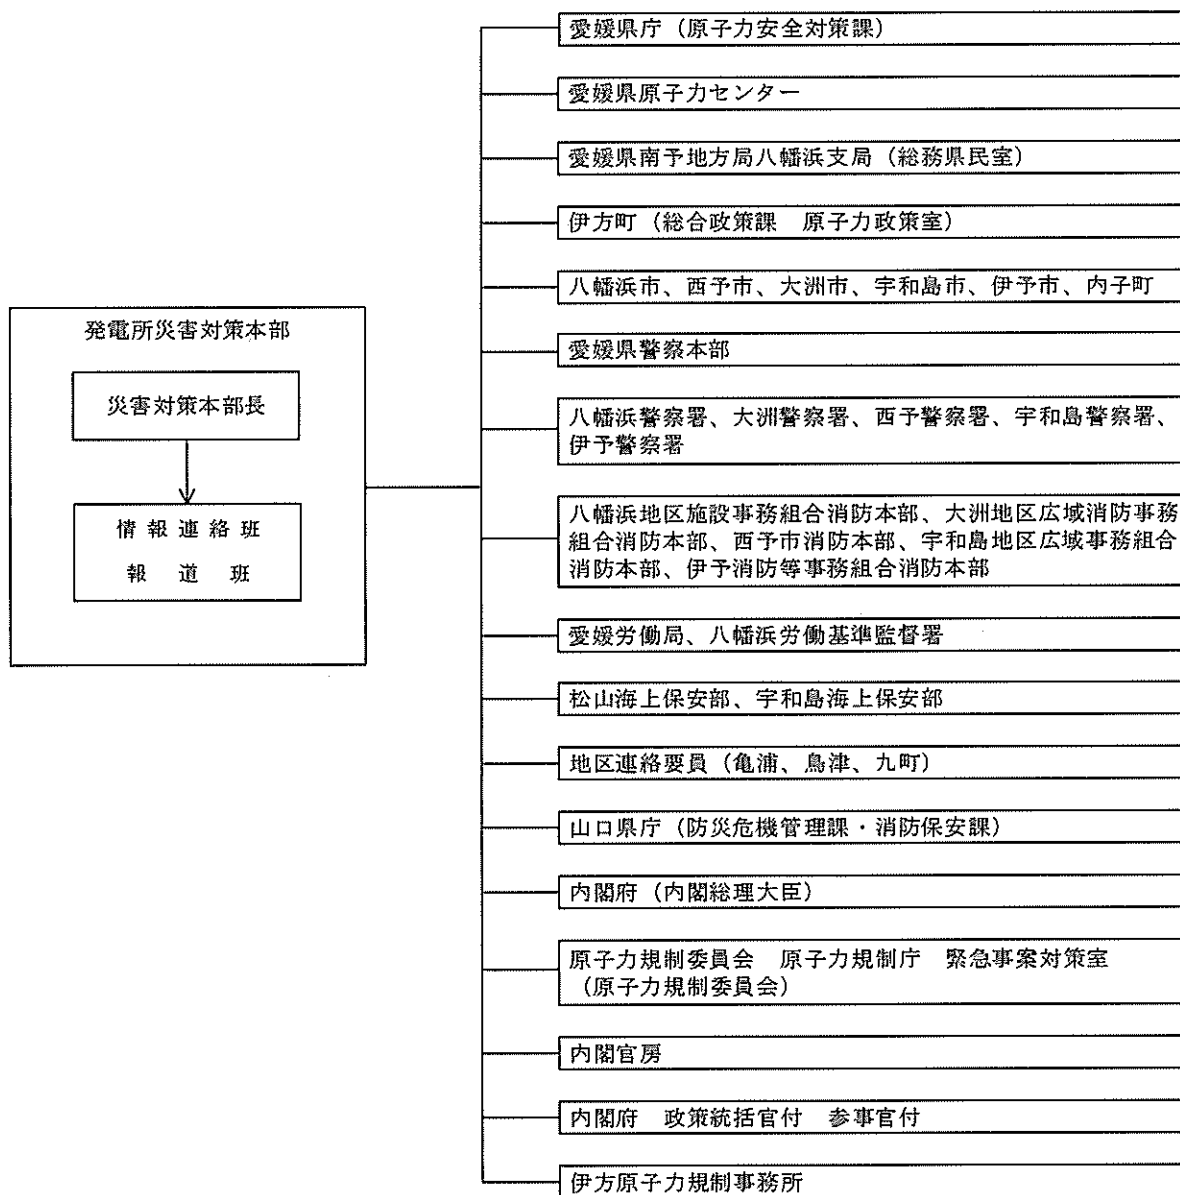 発電所災害対策本部
災害対策本部長
情報連絡班
報道班
愛媛県庁（原子力安全対策課）
愛媛県原子力センター
愛媛県南予地方局八幡浜支局（総務県民室）
伊方町（総合政策課　原子力政策室）
八幡浜市、西予市、大洲市、宇和島市、伊予市、内子町
愛媛県警察本部
八幡浜警察署、大洲警察署、西予警察署、宇和島警察署、
伊予警察署
八幡浜地区施設事務組合消防本部、大洲地区広域消防事務
組合消防本部、西予市消防本部、宇和島地区広域事務組合
消防本部、伊予消防等事務組合消防本部
愛媛労働局、八幡浜労働基準監督署
松山海上保安部、宇和島海上保安部
地区連絡要員（亀浦、鳥津、九町）
山口県庁（防災危機管理課・消防保安課）
内閣府（内閣総理大臣）
原子力規制委員会　原子力規制庁　緊急事案対策室
（原子力規制委員会）
内閣官房
内閣府　政策統括官付　参事官付
伊方原子力規制事務所